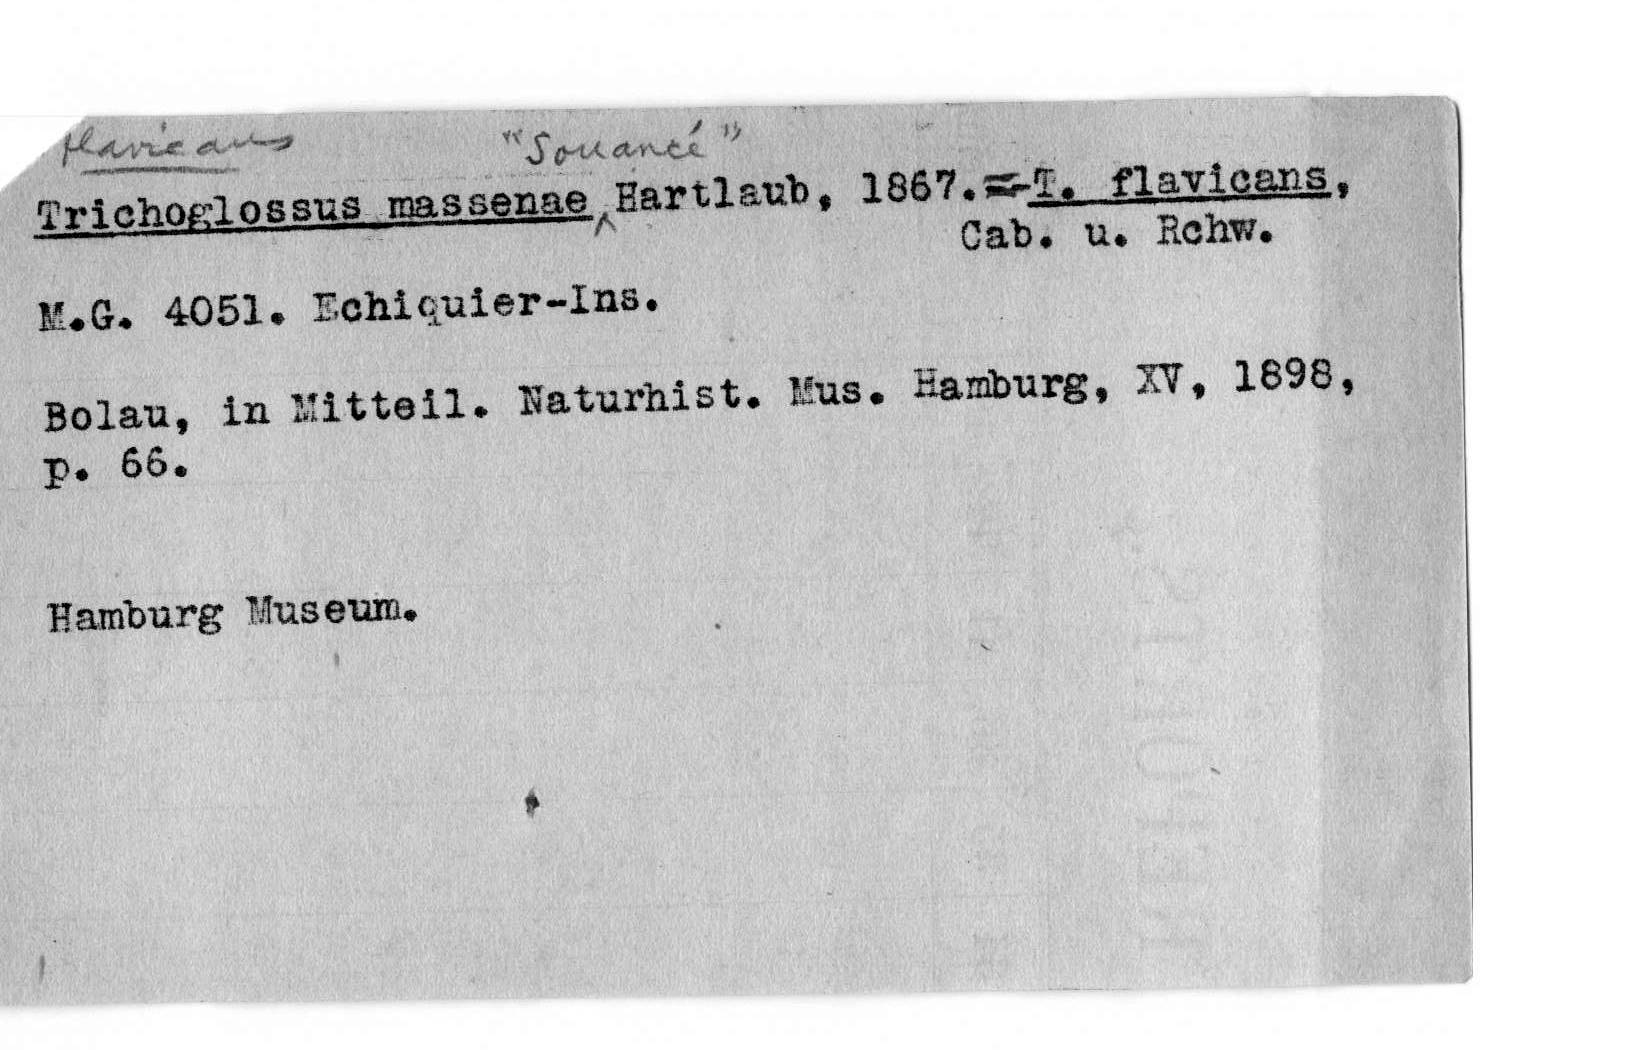 flavicans "Souancé"
Trichoglossus massenae ^ Hartlaub, 1867.=T. flavicans,
Cab. u. Rchw.
M.G. 4051. Echiquier-Ins.
Bolau, in Mitteil. Naturhist. Mus. Hamburg, XV, 1898,
p. 66.
Hamburg Museum.